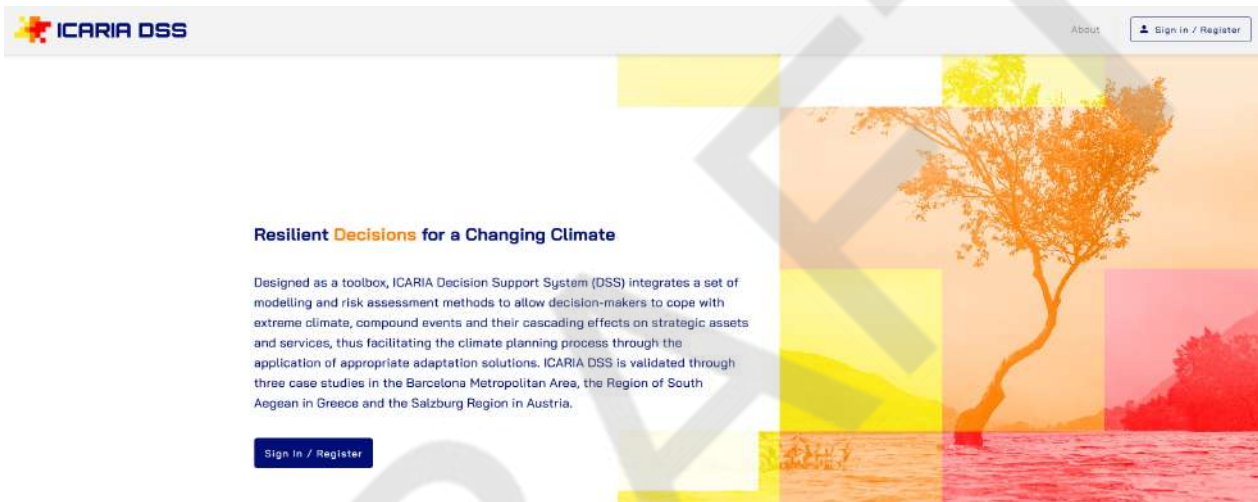 ICARIA DSS
About
Sign in / Register
Resilient Decisions for a Changing Climate
Designed as a toolbox, ICARIA Decision Support System (DSS) integrates a set of
modelling and risk assessment methods to allow decision-makers to cope with
extreme climate, compound events and their cascading effects on strategic assets
and services, thus facilitating the climate planning process through the
application of appropriate adaptation solutions. ICARIA DSS is validated through
three case studies in the Barcelona Metropolitan Area, the Region of South
Aegean in Greece and the Salzburg Region in Austria.
Sign In / Register